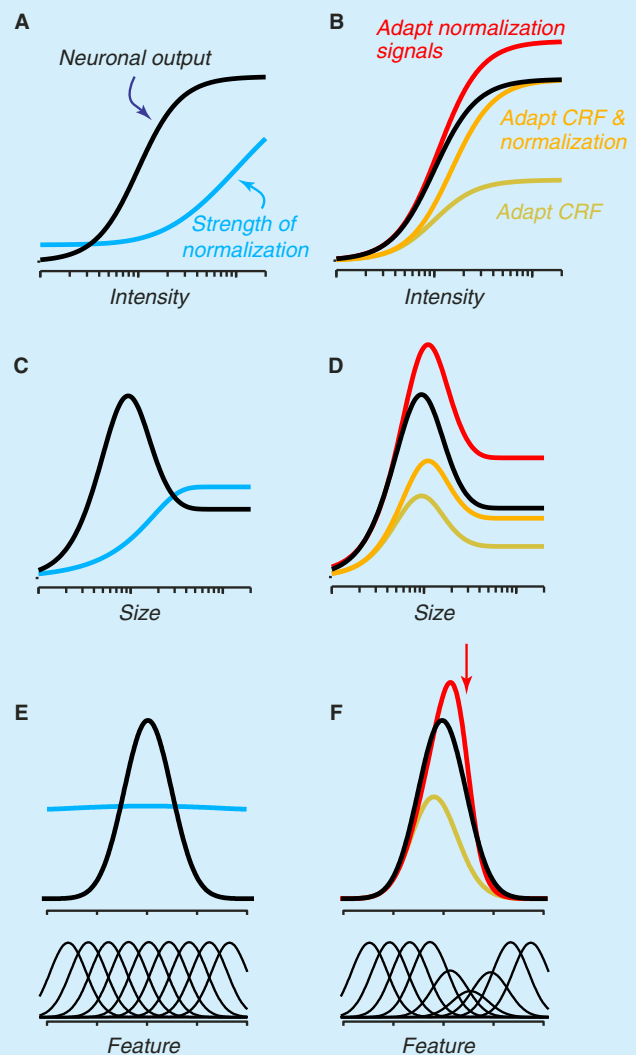 A
Neuronal output
Strength of
normalization
Intensity
B
Adapt normalization
signals
Adapt CRF &
normalization
Adapt CRF
Intensity
C
Size
D
Size
E
F
Feature
Feature